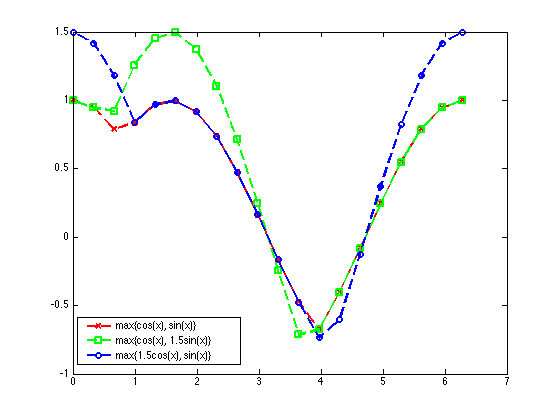 1.5
1
0.5
0
-0.5
-1
max{cos(x), sin(x)}
max{cos(x), 1.5sin(x)}
max{1.5cos(x), sin(x)}
0 1 2 3 4 5 6 7